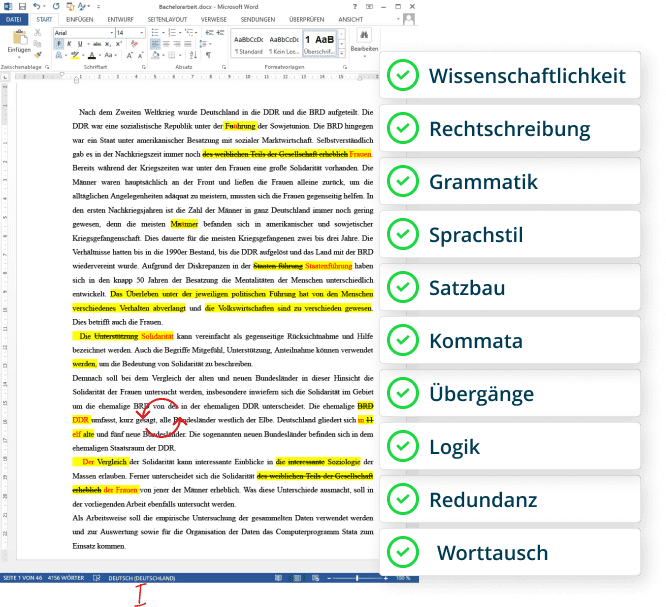 Bachelorarbeit.docx - Microsoft Word
DATEI START EINFÜGEN ENTWURF SEITENLAYOUT VERWEISE SENDUNGEN ÜBERPRÜFEN ANSICHT
Arial 14
Einfügen
F K U abc x₂ x²
AaBbCcDc AaBbCcDc 1 AaB
¶ Standard ¶ Kein Lee... Überschrif...
Bearbeiten
Zwischenablage Schriftart Absatz Formatvorlagen
Nach dem Zweiten Weltkrieg wurde Deutschland in die DDR und die BRD aufgeteilt. Die
DDR war eine sozialistische Republik unter der Führung der Sowjetunion. Die BRD hingegen
war ein Staat unter amerikanischer Besatzung mit sozialer Marktwirtschaft. Selbstverständlich
gab es in der Nachkriegszeit immer noch des weiblichen Teils der Gesellschaft erheblich Frauen.
Bereits während der Kriegszeiten war unter den Frauen eine große Solidarität vorhanden. Die
Männer waren hauptsächlich an der Front und ließen die Frauen alleine zurück, um die
alltäglichen Angelegenheiten adäquat zu meistern, mussten sich die Frauen gegenseitig helfen. In
den ersten Nachkriegsjahren ist die Zahl der Männer in ganz Deutschland immer noch gering
gewesen, denn die meisten Männer befanden sich in amerikanischer und sowjetischer
Kriegsgefangenschaft. Dies dauerte für die meisten Kriegsgefangenen zwei bis drei Jahre. Die
Verhältnisse hatten bis in die 1990er Bestand, bis die DDR aufgelöst und das Land mit der BRD
wiedervereint wurde. Aufgrund der Diskrepanzen in der Staaten führung Staatenführung haben
sich in den knapp 50 Jahren der Besatzung die Mentalitäten der Menschen unterschiedlich
entwickelt. Das Überleben unter der jeweiligen politischen Führung hat von den Menschen
verschiedenes Verhalten abverlangt und die Volkswirtschaften sind zu verschieden gewesen.
Dies betrifft auch die Frauen.
Die Unterstützung Solidarität kann vereinfacht als gegenseitige Rücksichtnahme und Hilfe
bezeichnet werden. Auch die Begriffe Mitgefühl, Unterstützung, Anteilnahme können verwendet
werden, um die Bedeutung von Solidarität zu beschreiben.
Demnach soll bei dem Vergleich der alten und neuen Bundesländer in dieser Hinsicht die
Solidarität der Frauen untersucht werden, insbesondere inwiefern sich die Solidarität im Gebiet
um die ehemalige BRD von der in der ehemaligen DDR unterscheidet. Die ehemalige BRD
DDR umfasst, kurz gesagt, alle Bundesländer westlich der Elbe. Deutschland gliedert sich in 11
elf alte und fünf neue Bundesländer. Die sogenannten neuen Bundesländer befinden sich in dem
ehemaligen Staatsraum der DDR.
Der Vergleich der Solidarität kann interessante Einblicke in die interessante Soziologie der
Massen erlauben. Ferner unterscheidet sich die Solidarität des weiblichen Teils der Gesellschaft
erheblich der Frauen von jener der Männer erheblich. Was diese Unterschiede ausmacht, soll in
der vorliegenden Arbeit ebenfalls untersucht werden.
Als Arbeitsweise soll die empirische Untersuchung der gesammelten Daten verwendet werden
und zur Auswertung sowie für die Organisation der Daten das Computerprogramm Stata zum
Einsatz kommen.
SEITE 1 VON 46 4156 WÖRTER DEUTSCH (DEUTSCHLAND) 100 %
I
Wissenschaftlichkeit
Rechtschreibung
Grammatik
Sprachstil
Satzbau
Kommata
Übergänge
Logik
Redundanz
Worttausch